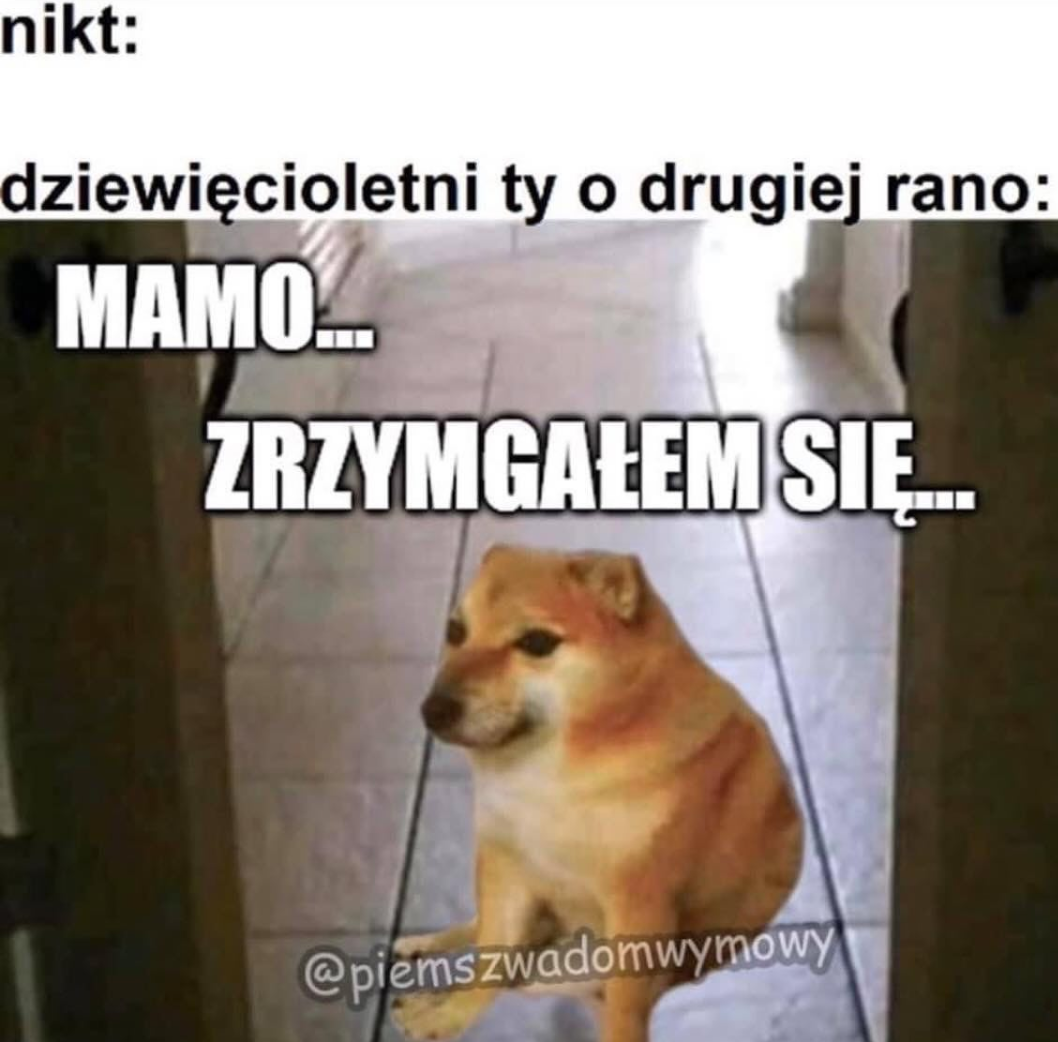 nikt:
dziewięcioletni ty o drugiej rano:
MAMO...
ZRZYMGAŁEM SIĘ...
@piemszwadomwymowy